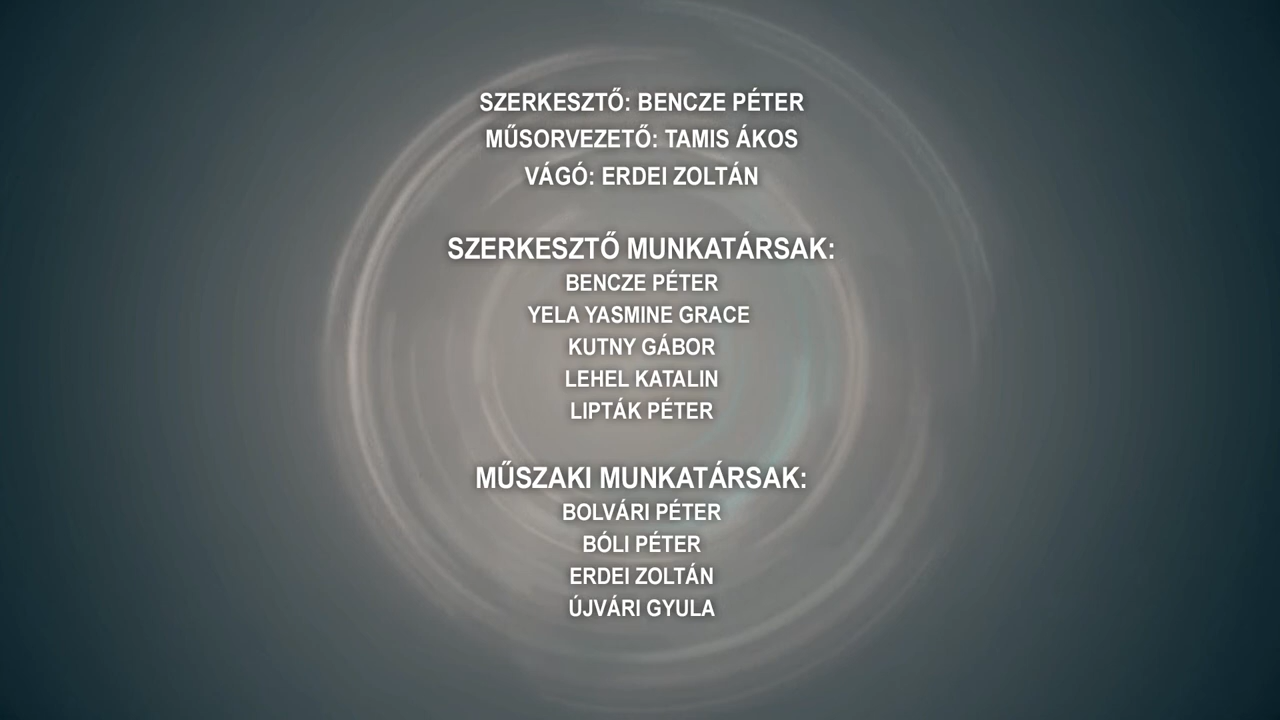 SZERKESZTŐ: BENCZE PÉTER
MŰSORVEZETŐ: TAMIS ÁKOS
VÁGÓ: ERDEI ZOLTÁN
SZERKESZTŐ MUNKATÁRSAK:
BENCZE PÉTER
YELA YASMINE GRACE
KUTNY GÁBOR
LEHEL KATALIN
LIPTÁK PÉTER
MŰSZAKI MUNKATÁRSAK:
BOLVÁRI PÉTER
BÓLI PÉTER
ERDEI ZOLTÁN
ÚJVÁRI GYULA